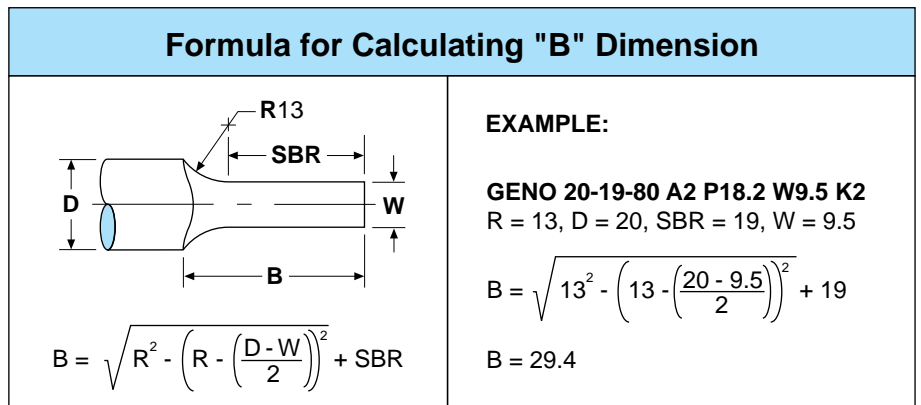 Formula for Calculating "B" Dimension
R13
SBR
D
W
B
B = √(R² - (R - ((D - W)/2))²) + SBR
EXAMPLE:
GENO 20-19-80 A2 P18.2 W9.5 K2
R = 13, D = 20, SBR = 19, W = 9.5
B = √(13² - (13 - ((20 - 9.5)/2))²) + 19
B = 29.4